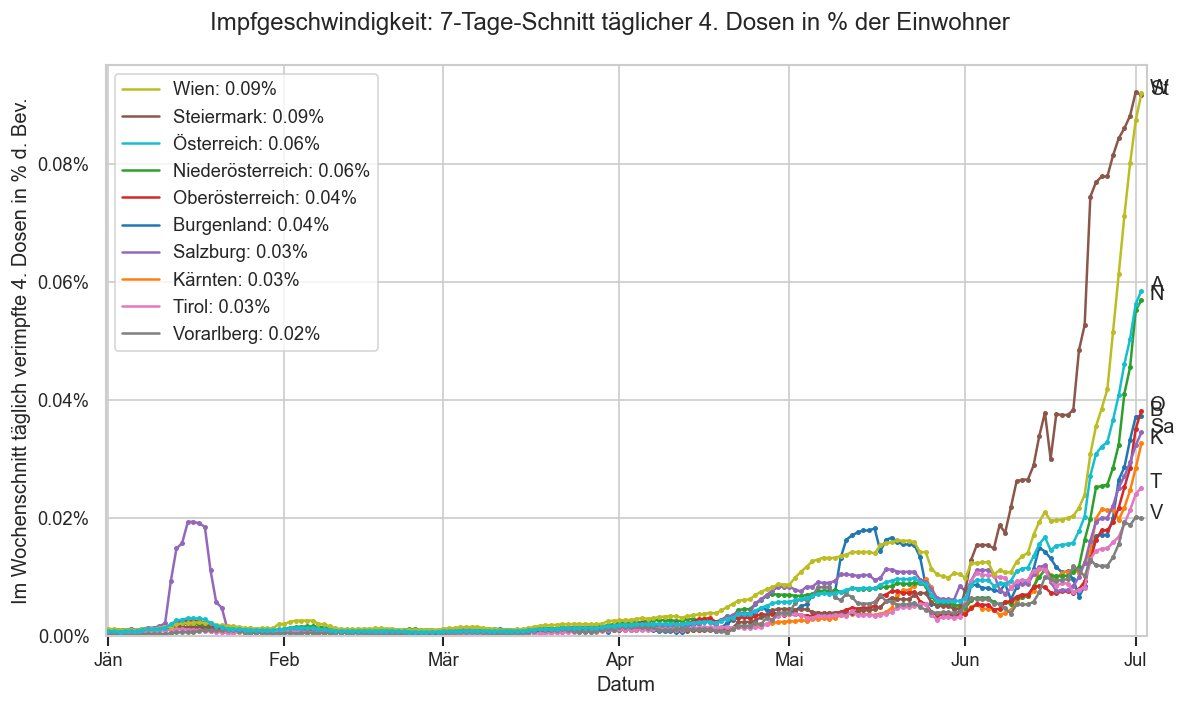 Impfgeschwindigkeit: 7-Tage-Schnitt täglicher 4. Dosen in % der Einwohner
Im Wochenschnitt täglich verimpfte 4. Dosen in % d. Bev.
Wien: 0.09%
Steiermark: 0.09%
Österreich: 0.06%
Niederösterreich: 0.06%
Oberösterreich: 0.04%
Burgenland: 0.04%
Salzburg: 0.03%
Kärnten: 0.03%
Tirol: 0.03%
Vorarlberg: 0.02%
0.08%
0.06%
0.04%
0.02%
0.00%
W
St
A
N
O
B
Sa
K
T
V
Jän Feb Mär Apr Mai Jun Jul
Datum